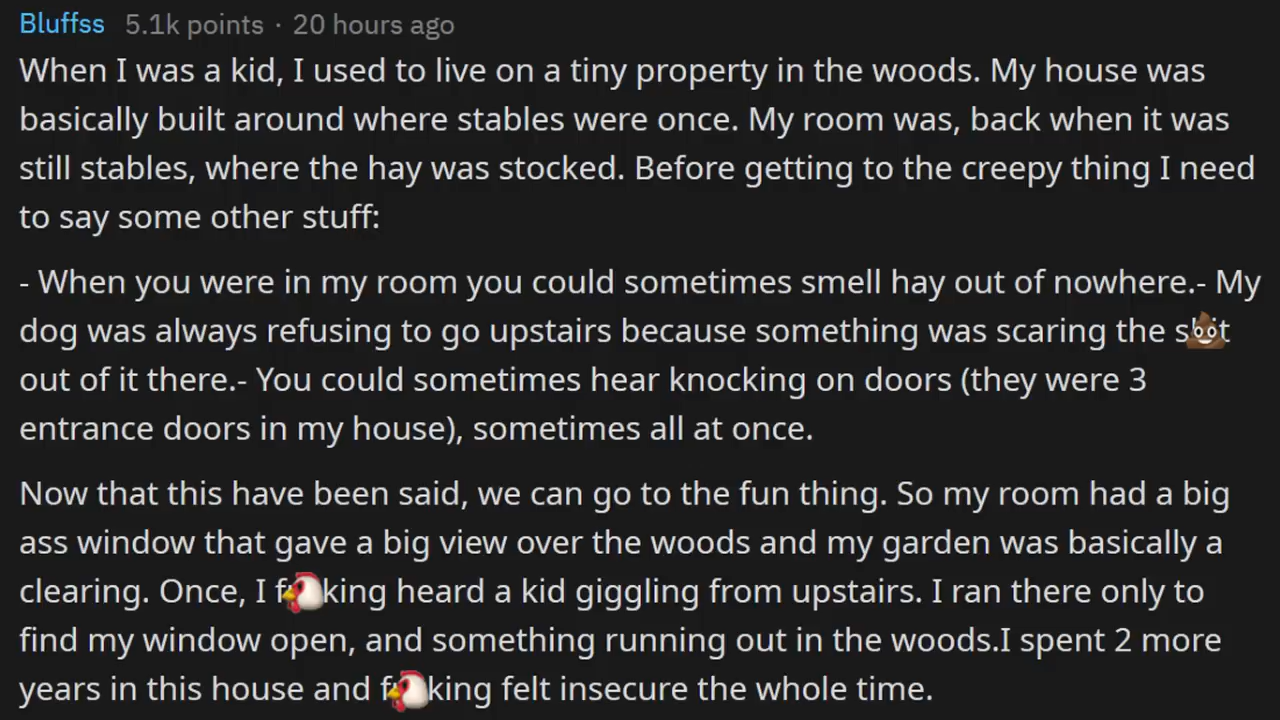 Bluffss 5.1k points · 20 hours ago
When I was a kid, I used to live on a tiny property in the woods. My house was
basically built around where stables were once. My room was, back when it was
still stables, where the hay was stocked. Before getting to the creepy thing I need
to say some other stuff:
- When you were in my room you could sometimes smell hay out of nowhere.- My
dog was always refusing to go upstairs because something was scaring the s💩t
out of it there.- You could sometimes hear knocking on doors (they were 3
entrance doors in my house), sometimes all at once.
Now that this have been said, we can go to the fun thing. So my room had a big
ass window that gave a big view over the woods and my garden was basically a
clearing. Once, I f🐔king heard a kid giggling from upstairs. I ran there only to
find my window open, and something running out in the woods.I spent 2 more
years in this house and f🐔king felt insecure the whole time.